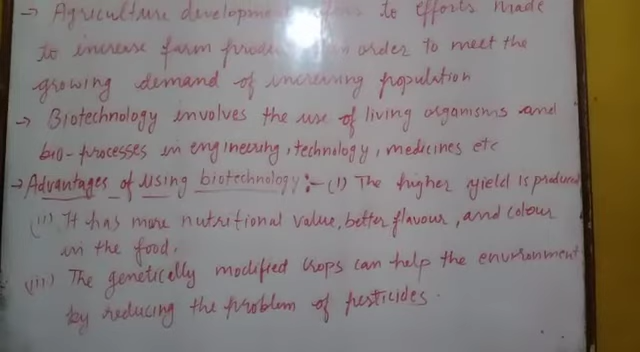 → Agriculture development to efforts made
to increase farm in order to meet the
growing demand of increasing population
→ Biotechnology involves the use of living organisms and
bio-processes in engineering, technology, medicines etc
→ Advantages of using biotechnology :- (i) The higher yield is produced
(ii) It has more nutritional value, better flavour, and colour
in the food.
(iii) The genetically modified crops can help the environment
by reducing the problem of pesticides.